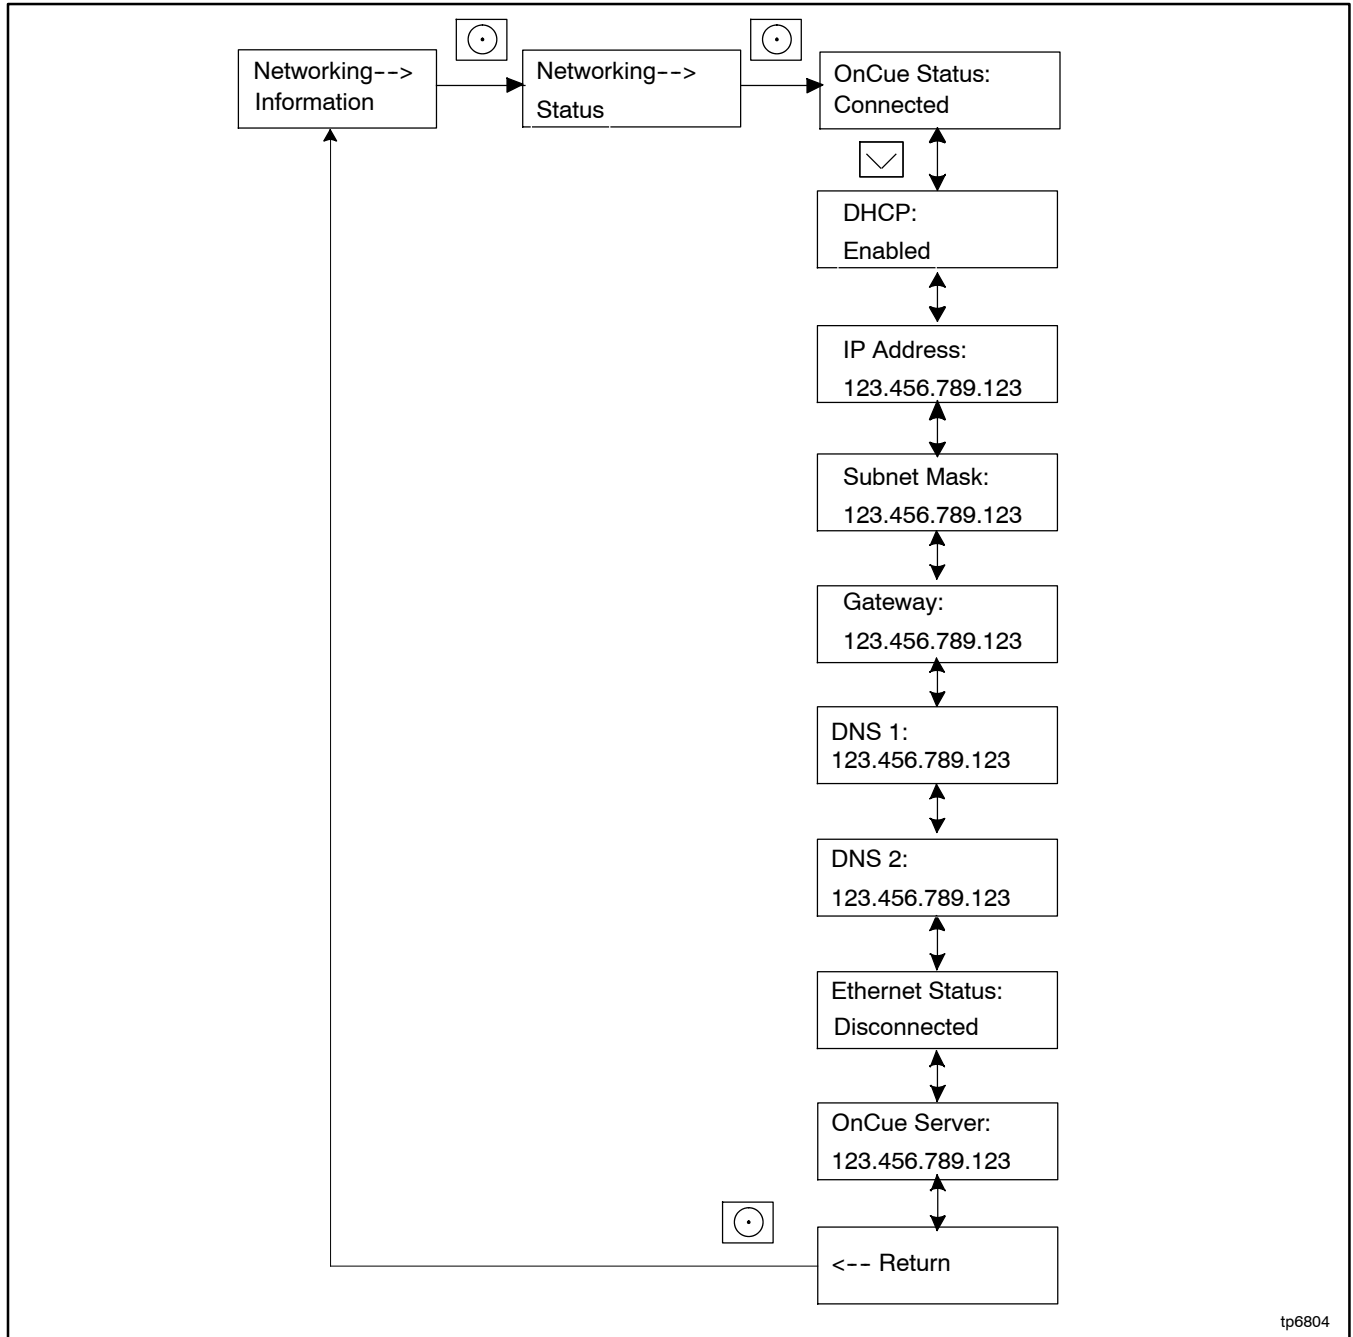 Networking-->
Information
Networking-->
Status
OnCue Status:
Connected
DHCP:
Enabled
IP Address:
123.456.789.123
Subnet Mask:
123.456.789.123
Gateway:
123.456.789.123
DNS 1:
123.456.789.123
DNS 2:
123.456.789.123
Ethernet Status:
Disconnected
OnCue Server:
123.456.789.123
<-- Return
tp6804